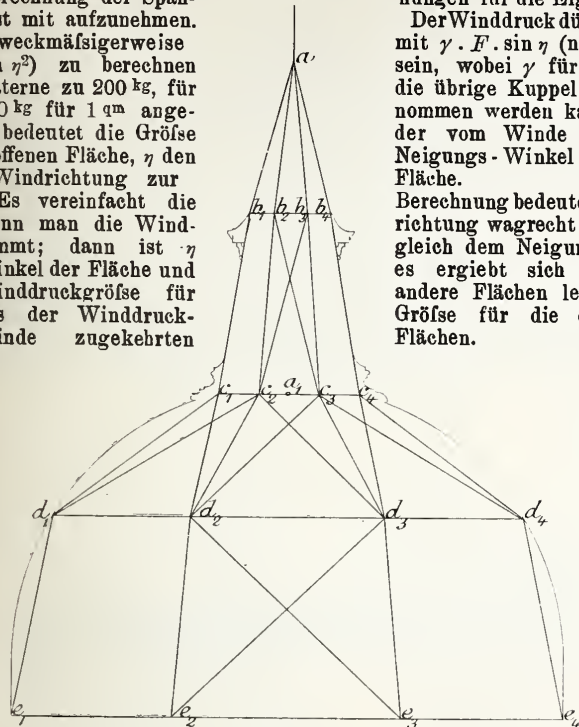 rechnung der Span-
st mit aufzunehmen.
weckmäſsigerweise
η²) zu berechnen
terne zu 200 kg, für
0 kg für 1 qm ange-
bedeutet die Gröſse
ffenen Fläche, η den
Windrichtung zur
Es vereinfacht die
nn man die Wind-
mmt; dann ist η
inkel der Fläche und
inddruckgröſse für
s der Winddruck-
inde zugekehrten
nungen für die Eig
Der Winddruck dü
mit γ . F. sin η (n
sein, wobei γ für
die übrige Kuppel
nommen werden ka
der vom Winde
Neigungs-Winkel
Fläche.
Berechnung bedeute
richtung wagrecht
gleich dem Neigun
es ergiebt sich
andere Flächen le
Gröſse für die
Flächen.
a,
b₁ b₂ b₃ b₄
c₁ c₂ a₁ c₃ c₄
d₁ d₂ d₃ d₄
e₁ e₂ e₃ e₄